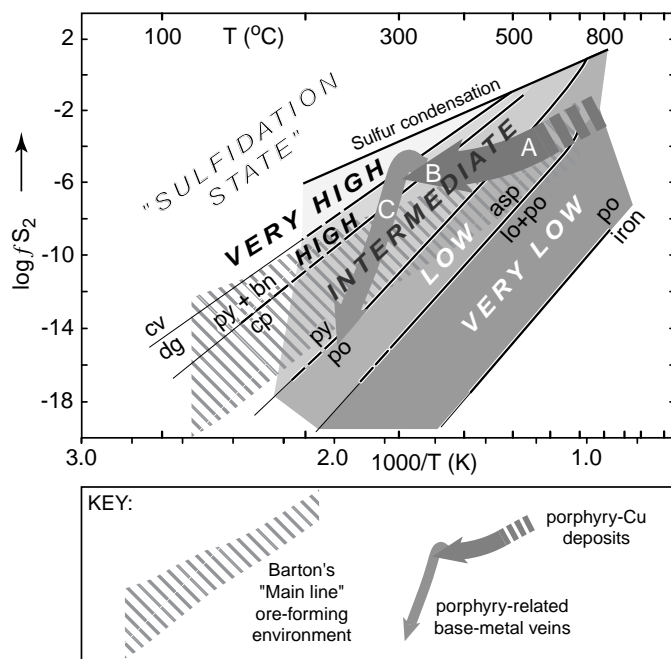 100 T (°C) 300 500 800
2
-2
-6
-10
-14
-18
log f S₂
"SULFIDATION
STATE"
Sulfur condensation
VERY HIGH
HIGH
INTERMEDIATE
LOW
VERY LOW
A
B
C
cv
dg
py + bn
cp
py
po
asp
lo+po
po
iron
3.0 2.0 1000/T (K) 1.0
KEY:
Barton's
"Main line"
ore-forming
environment
porphyry-Cu
deposits
porphyry-related
base-metal veins